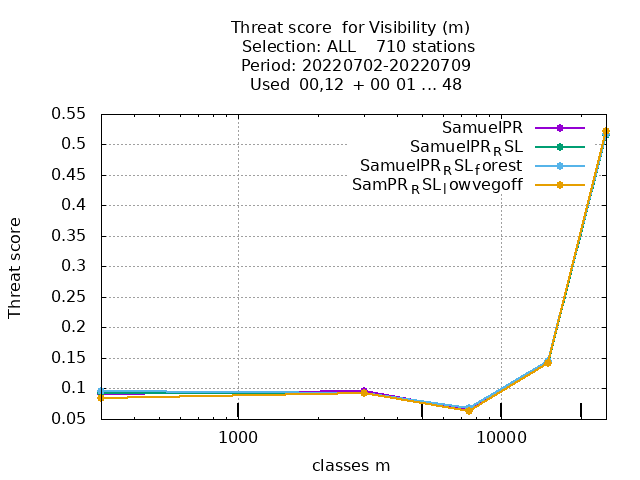 Threat score for Visibility (m)
Selection: ALL 710 stations
Period: 20220702-20220709
Used 00,12 + 00 01 ... 48
Threat score
0.55
0.5
0.45
0.4
0.35
0.3
0.25
0.2
0.15
0.1
0.05
SamuelPR
SamuelPR_RSL
SamuelPR_RSL_forest
SamPR_RSL_lowvegoff
1000
10000
classes m